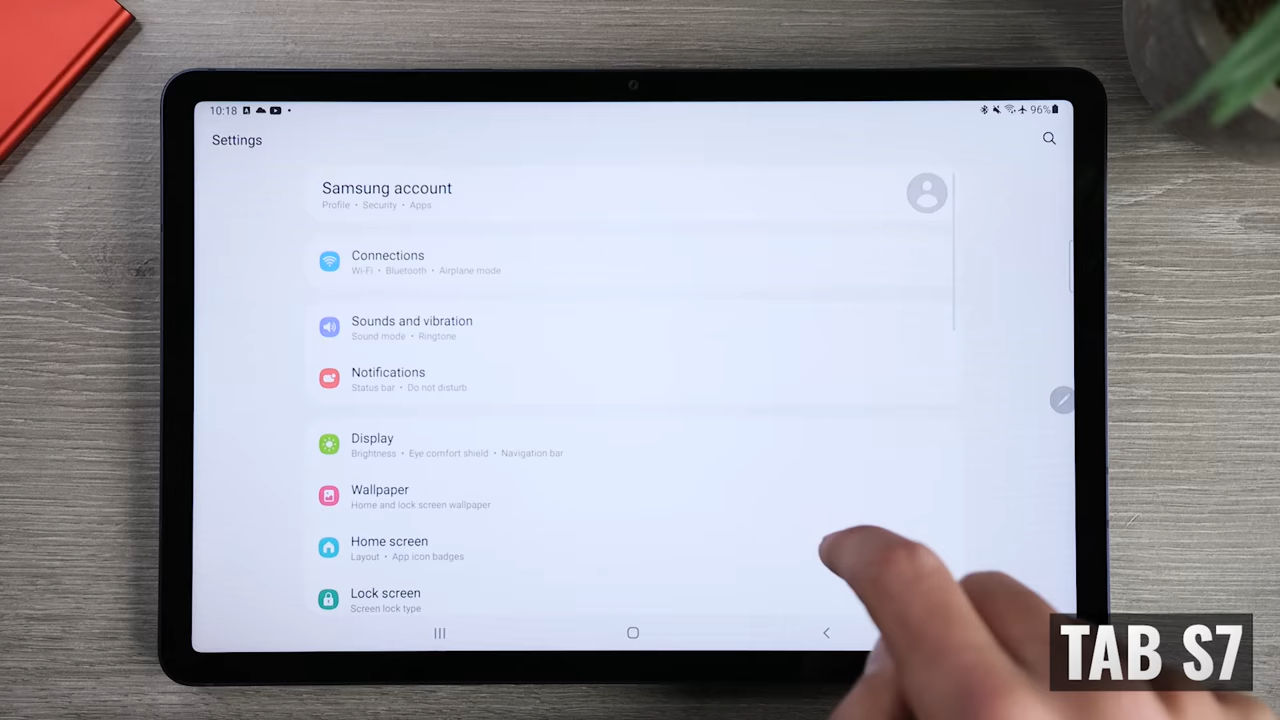 10:18
96%
Settings
Samsung account
Profile • Security • Apps
Connections
Wi-Fi • Bluetooth • Airplane mode
Sounds and vibration
Sound mode • Ringtone
Notifications
Status bar • Do not disturb
Display
Brightness • Eye comfort shield • Navigation bar
Wallpaper
Home and lock screen wallpaper
Home screen
Layout • App icon badges
Lock screen
Screen lock type
TAB S7